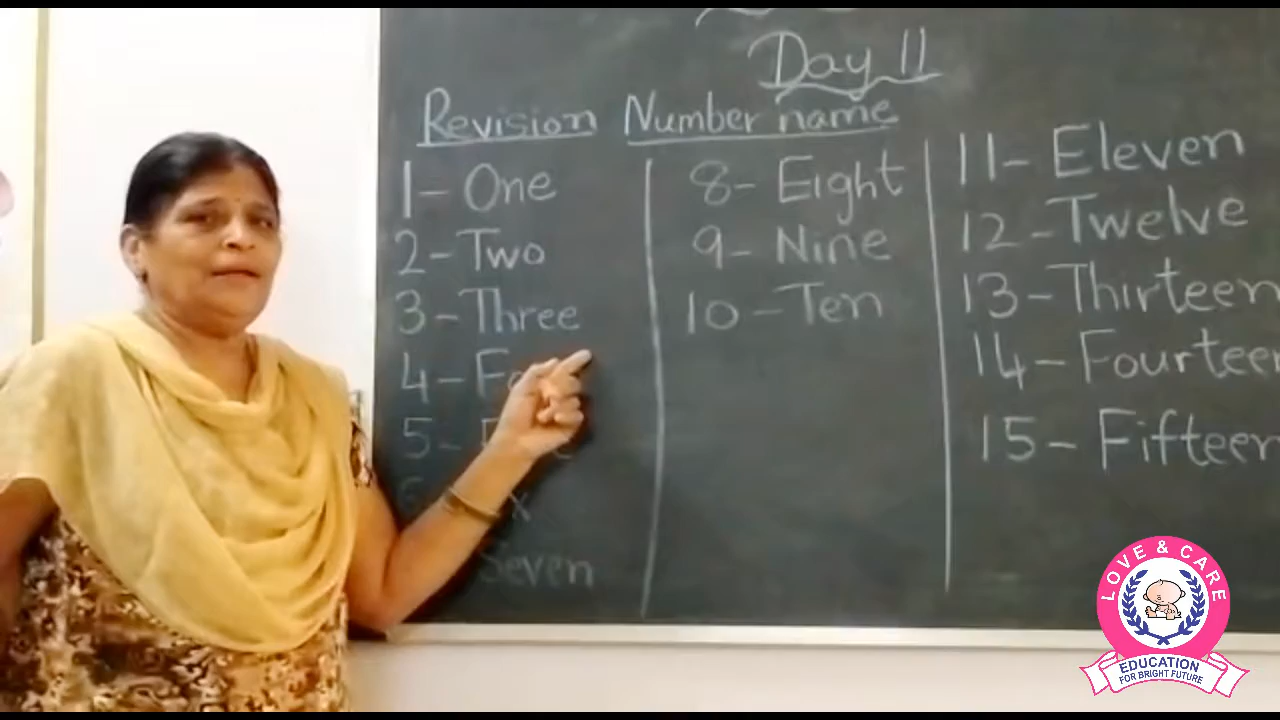 Day 11
Revision Number name
1 - One
2 - Two
3 - Three
4 - F
5 -
Seven
8 - Eight
9 - Nine
10 - Ten
11 - Eleven
12 - Twelve
13 - Thirteen
14 - Fourteen
15 - Fifteen
LOVE & CARE
EDUCATION
FOR BRIGHT FUTURE